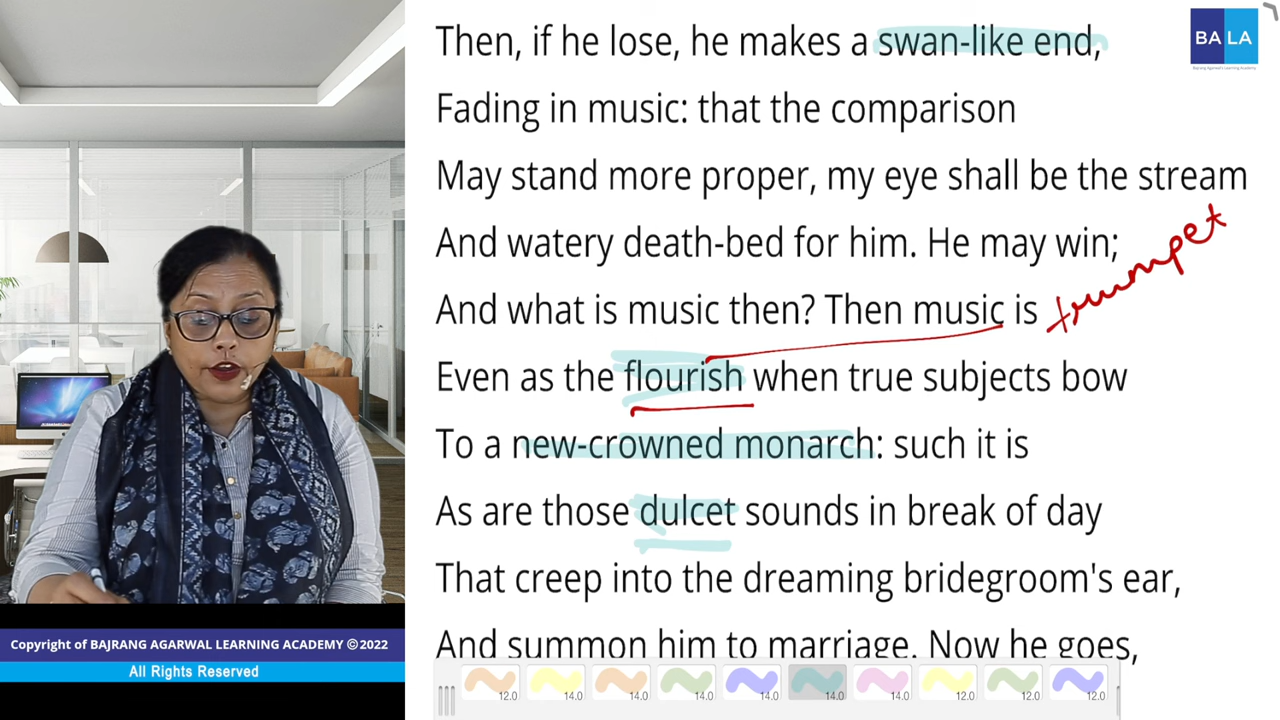 BALA
Then, if he lose, he makes a swan-like end,
Fading in music: that the comparison
May stand more proper, my eye shall be the stream
And watery death-bed for him. He may win;
trumpet
And what is music then? Then music is
Even as the flourish when true subjects bow
To a new-crowned monarch: such it is
As are those dulcet sounds in break of day
That creep into the dreaming bridegroom's ear,
And summon him to marriage. Now he goes,
Copyright of BAJRANG AGARWAL LEARNING ACADEMY ©2022
All Rights Reserved
12.0 14.0 14.0 14.0 14.0 14.0 14.0 12.0 12.0 12.0